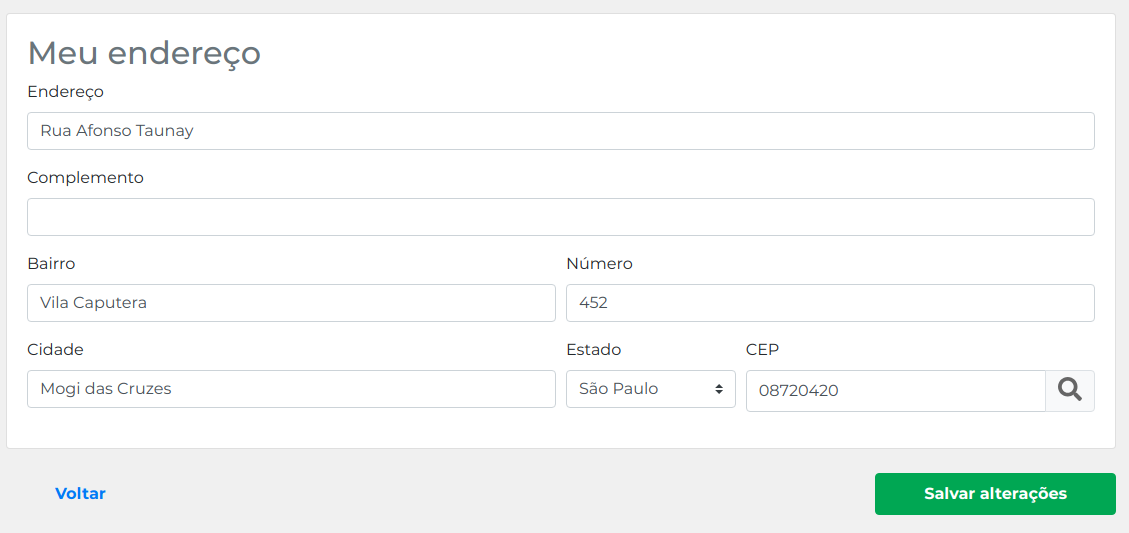 Meu endereço
Endereço
Rua Afonso Taunay
Complemento
Bairro
Número
Vila Caputera
452
Cidade
Estado
CEP
Mogi das Cruzes
São Paulo
08720420
Voltar
Salvar alterações